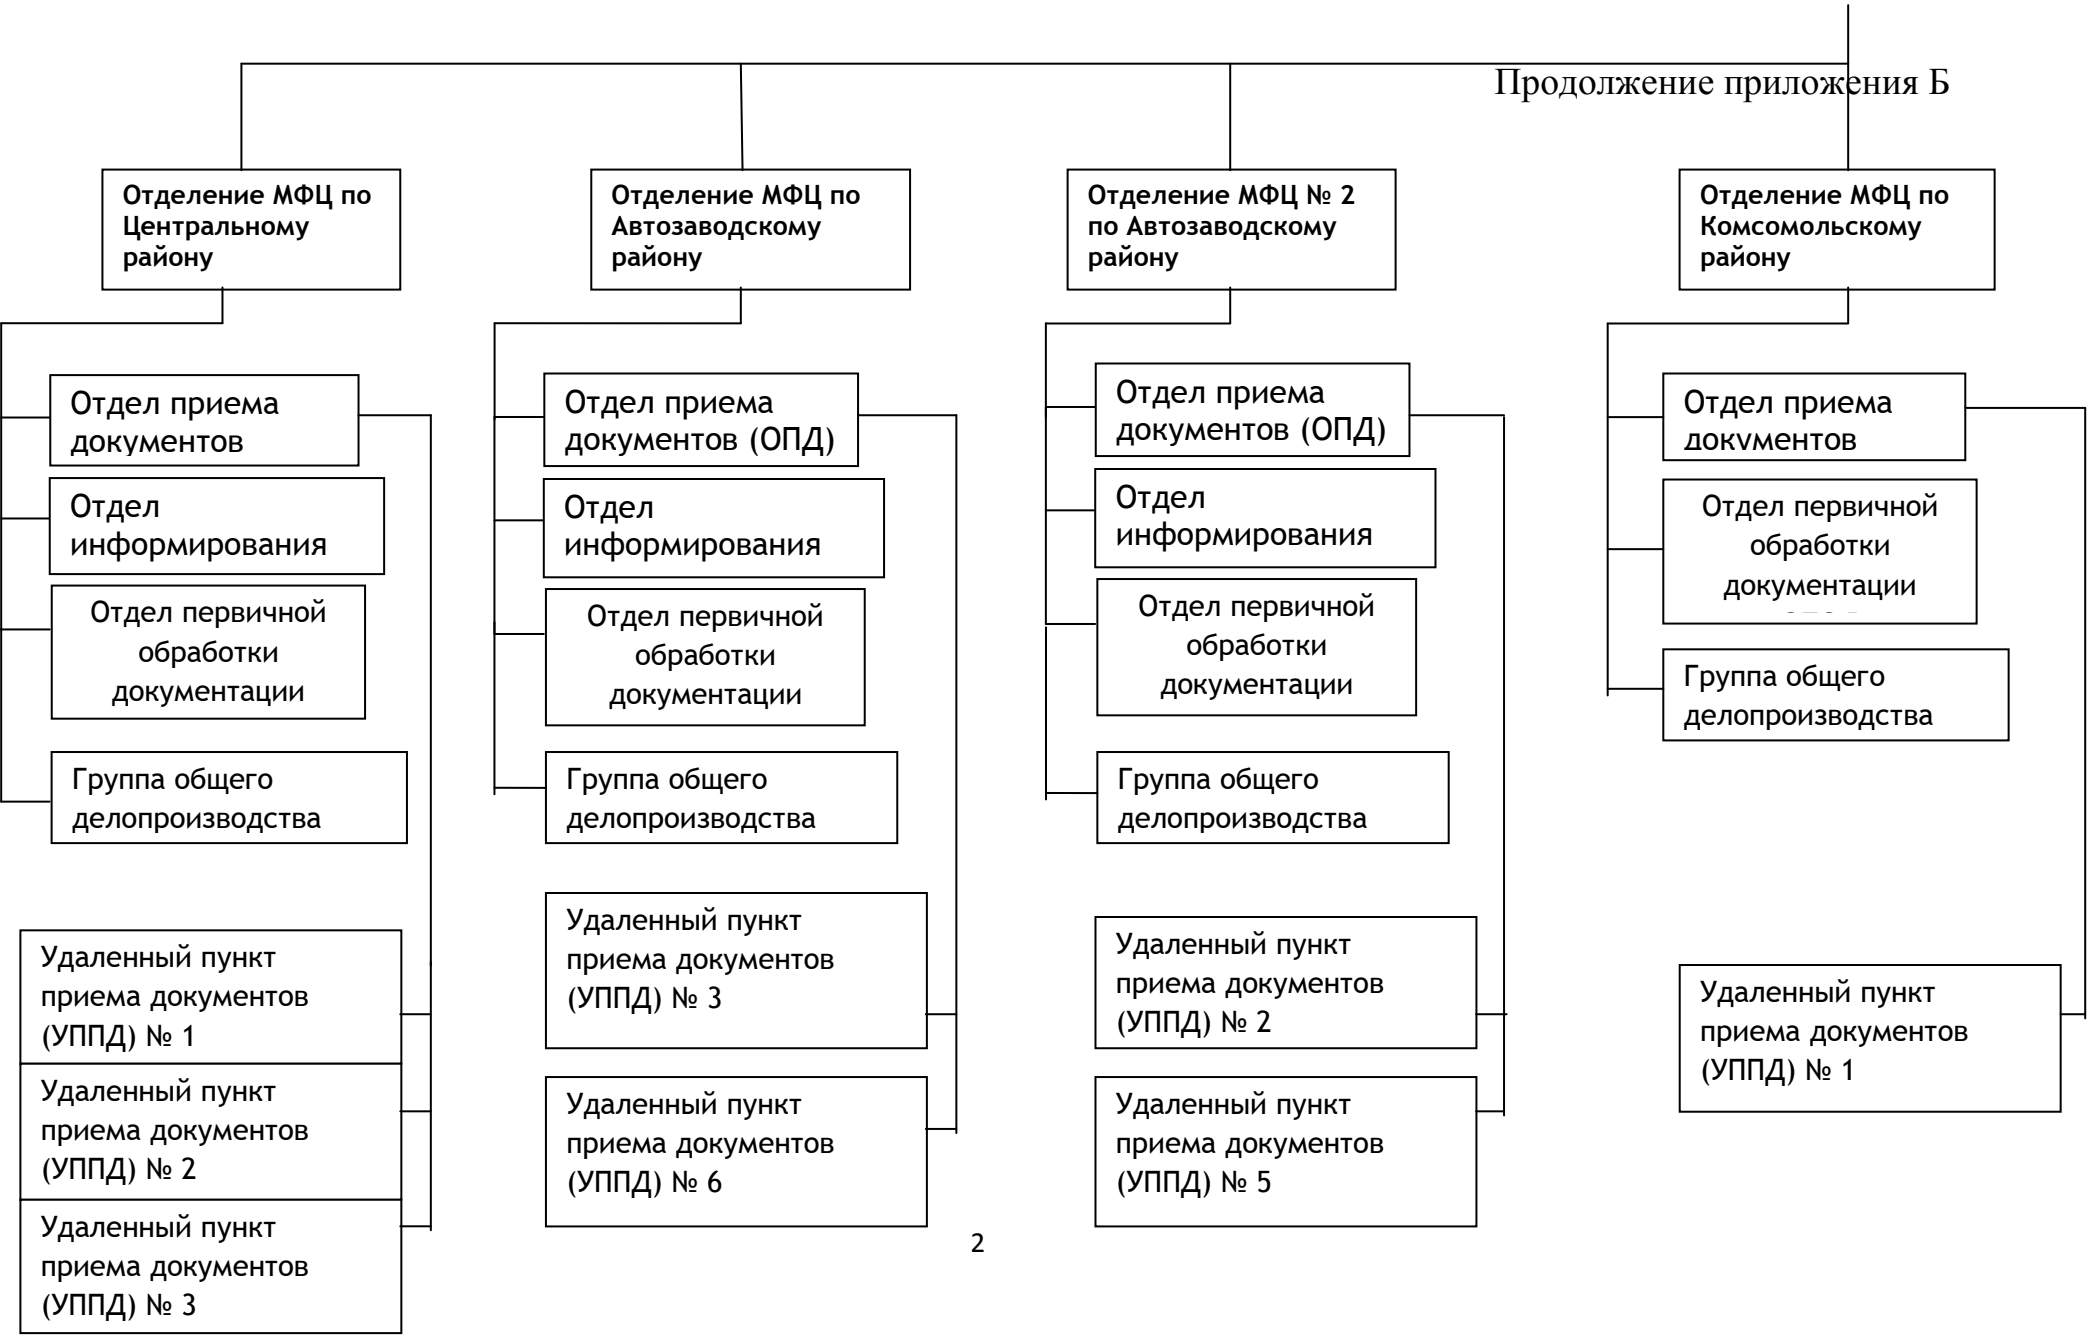 Продолжение приложения Б
Отделение МФЦ по
Центральному
району
Отдел приема
документов
Отдел
информирования
Отдел первичной
обработки
документации
Группа общего
делопроизводства
Удаленный пункт
приема документов
(УППД) № 1
Удаленный пункт
приема документов
(УППД) № 2
Удаленный пункт
приема документов
(УППД) № 3
Отделение МФЦ по
Автозаводскому
району
Отдел приема
документов (ОПД)
Отдел
информирования
Отдел первичной
обработки
документации
Группа общего
делопроизводства
Удаленный пункт
приема документов
(УППД) № 3
Удаленный пункт
приема документов
(УППД) № 6
Отделение МФЦ № 2
по Автозаводскому
району
Отдел приема
документов (ОПД)
Отдел
информирования
Отдел первичной
обработки
документации
Группа общего
делопроизводства
Удаленный пункт
приема документов
(УППД) № 2
Удаленный пункт
приема документов
(УППД) № 5
Отделение МФЦ по
Комсомольскому
району
Отдел приема
документов
Отдел первичной
обработки
документации
Группа общего
делопроизводства
Удаленный пункт
приема документов
(УППД) № 1
2